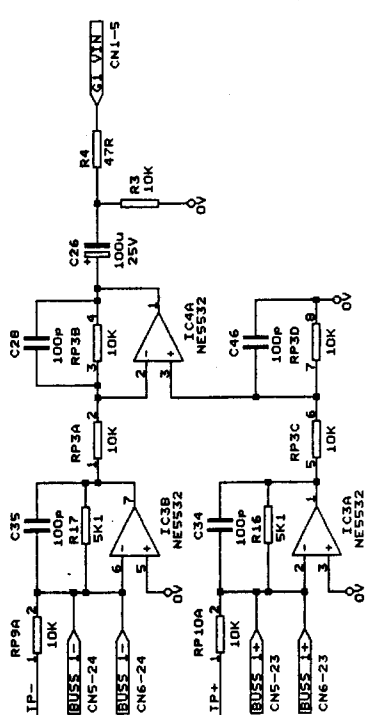 G1 VIN
CN1-5
R4
47R
R3
10K
0V
C26
100u
25V
+
C28
100p
RP3B
3
4
10K
IC4A
NE5532
1
2
3
-
+
C46
100p
RP3D
7
8
10K
0V
RP3A
1
2
10K
RP3C
5
6
10K
C35
100p
R17
5K1
IC3B
NE5532
7
6
5
-
+
0V
C34
100p
R16
5K1
IC3A
NE5532
1
2
3
-
+
0V
RP9A
1
2
10K
IP-
BUSS 1-
CN5-24
BUSS 1-
CN6-24
RP10A
1
2
10K
IP+
BUSS 1+
CN5-23
BUSS 1+
CN6-23